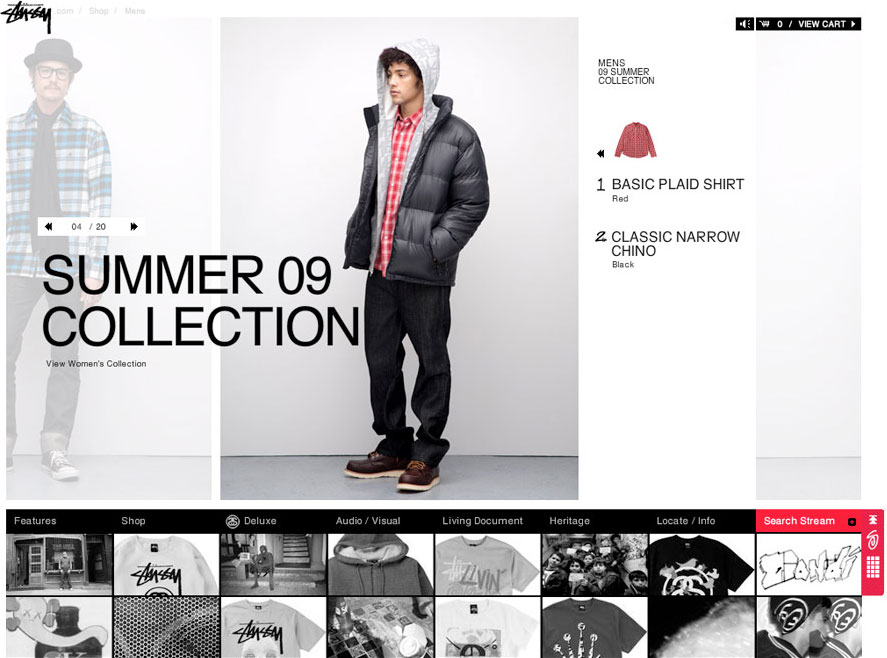 STÜSSY
.com / Shop / Mens
0 / VIEW CART
MENS
09 SUMMER
COLLECTION
1 BASIC PLAID SHIRT
Red
2 CLASSIC NARROW
CHINO
Black
04 / 20
SUMMER 09
COLLECTION
View Women's Collection
Features
Shop
Deluxe
Audio / Visual
Living Document
Heritage
Locate / Info
Search Stream